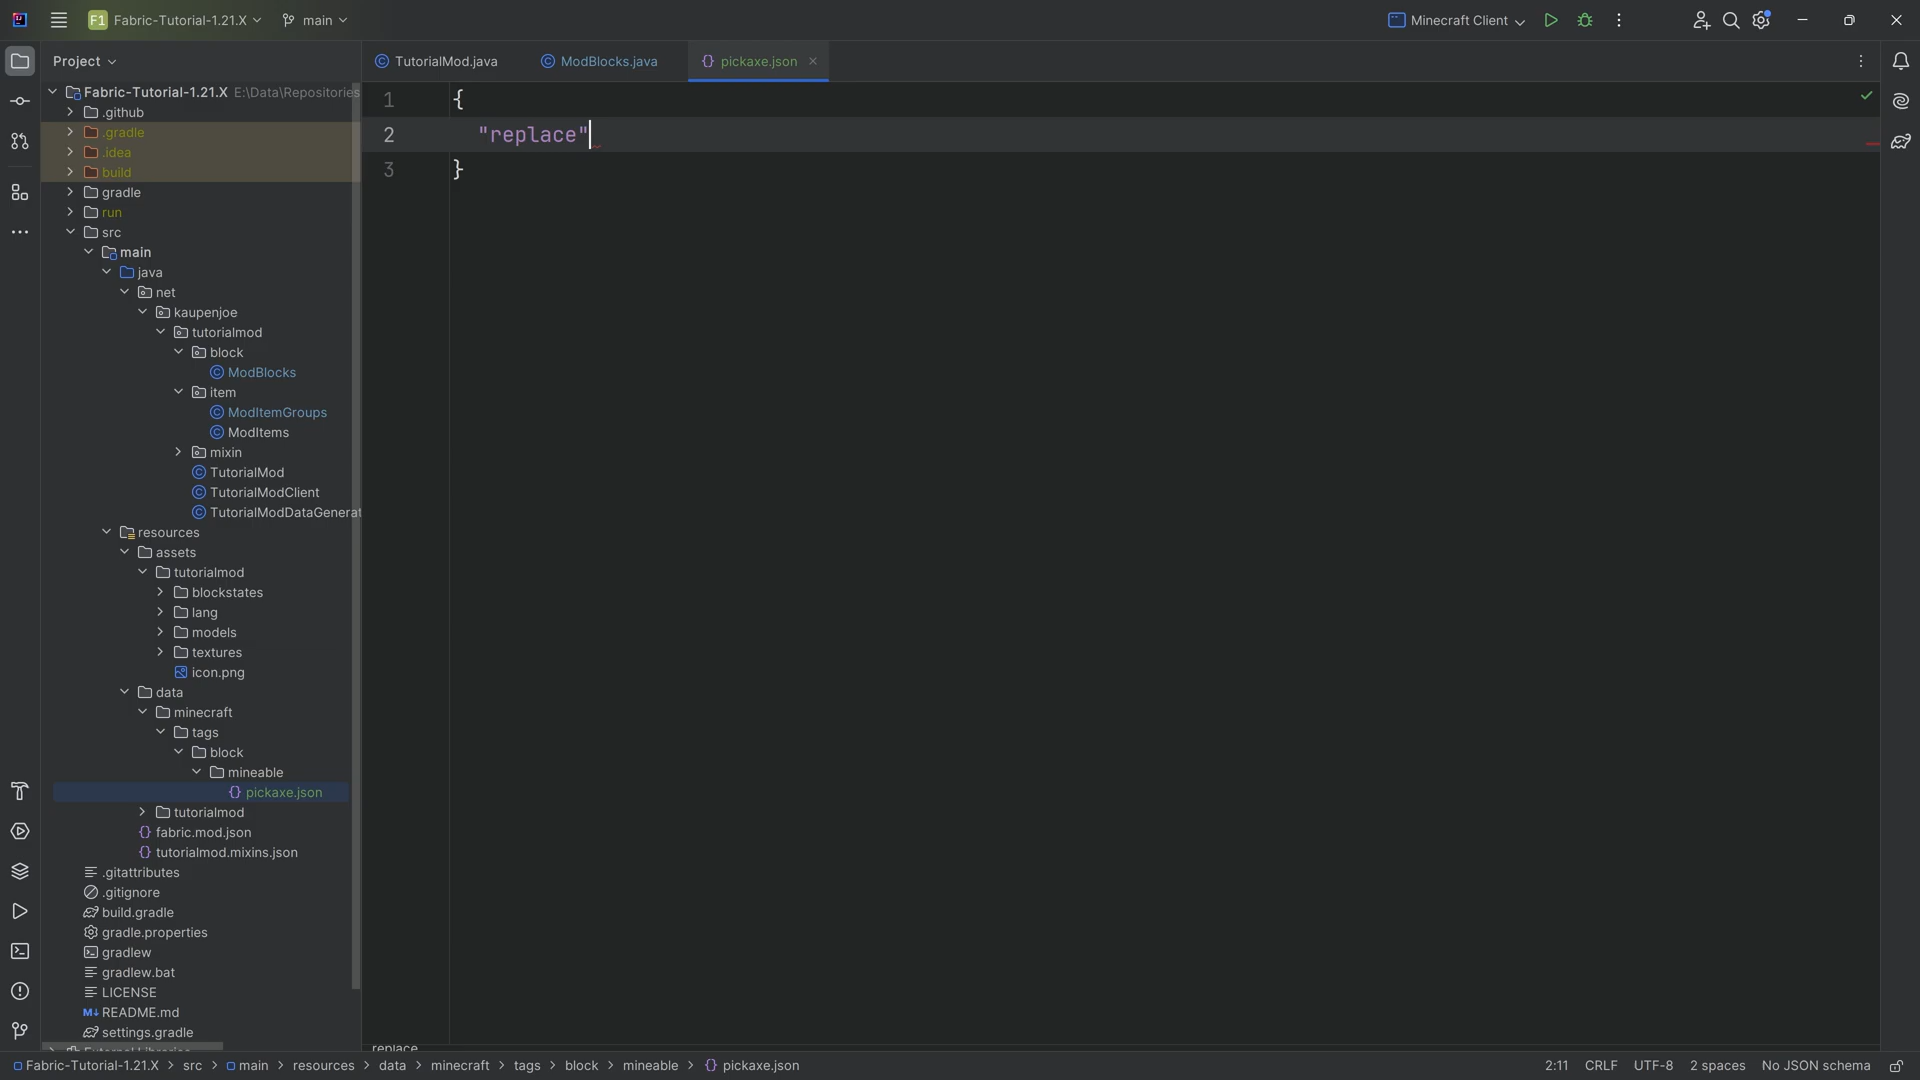 F1 Fabric-Tutorial-1.21.X main Minecraft Client
Project TutorialMod.java ModBlocks.java {} pickaxe.json
Fabric-Tutorial-1.21.X E:\Data\Repositories
.github
.gradle
.idea
build
gradle
run
src
main
java
net
kaupenjoe
tutorialmod
block
ModBlocks
item
ModItemGroups
ModItems
mixin
TutorialMod
TutorialModClient
TutorialModDataGenerat
resources
assets
tutorialmod
blockstates
lang
models
textures
icon.png
data
minecraft
tags
block
mineable
{} pickaxe.json
tutorialmod
{} fabric.mod.json
{} tutorialmod.mixins.json
.gitattributes
.gitignore
build.gradle
gradle.properties
gradlew
gradlew.bat
LICENSE
M↓ README.md
settings.gradle
1 {
2 "replace"
3 }
replace
Fabric-Tutorial-1.21.X > src > main > resources > data > minecraft > tags > block > mineable > {} pickaxe.json 2:11 CRLF UTF-8 2 spaces No JSON schema